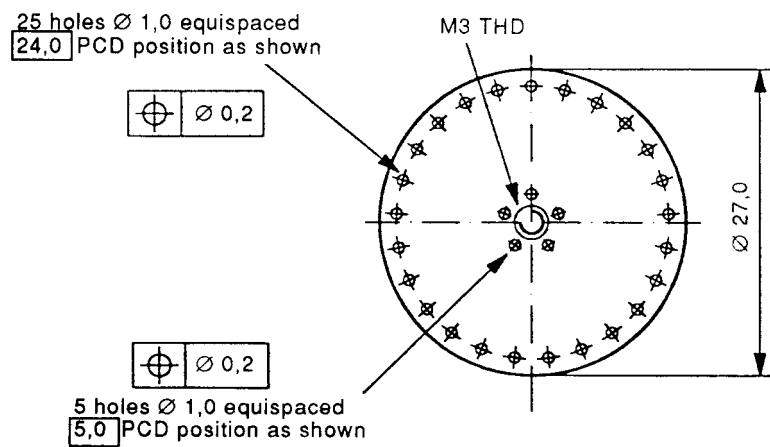 25 holes Ø 1,0 equispaced
24,0 PCD position as shown
M3 THD
Ø 0,2
Ø 27,0
Ø 0,2
5 holes Ø 1,0 equispaced
5,0 PCD position as shown